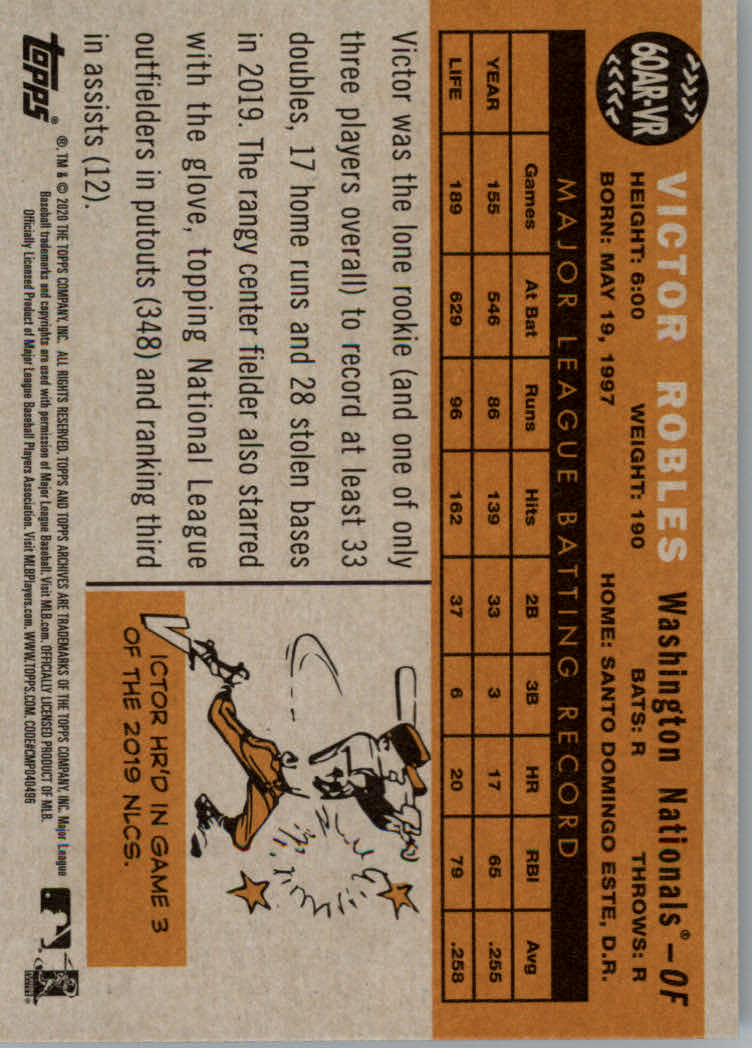 60AR-VR
VICTOR ROBLES Washington Nationals® – OF
HEIGHT: 6:00 WEIGHT: 190 BATS: R THROWS: R
BORN: MAY 19, 1997 HOME: SANTO DOMINGO ESTE, D.R.
MAJOR LEAGUE BATTING RECORD
Games At Bat Runs Hits 2B 3B HR RBI Avg
YEAR 155 546 86 139 33 3 17 65 .255
LIFE 189 629 96 162 37 6 20 79 .258
Victor was the lone rookie (and one of only
three players overall) to record at least 33
doubles, 17 home runs and 28 stolen bases
in 2019. The rangy center fielder also starred
with the glove, topping National League
outfielders in putouts (348) and ranking third
in assists (12).
VICTOR HR'D IN GAME 3
OF THE 2019 NLCS.
Topps®
®, TM & © 2020 THE TOPPS COMPANY, INC. ALL RIGHTS RESERVED. TOPPS AND TOPPS ARCHIVES ARE TRADEMARKS OF THE TOPPS COMPANY, INC. Major League
Baseball trademarks and copyrights are used with permission of Major League Baseball. Visit MLB.com. OFFICIALLY LICENSED PRODUCT OF MLB.
Officially Licensed Product of Major League Baseball Players Association. Visit MLBPlayers.com. WWW.TOPPS.COM. CODE#CMP040496